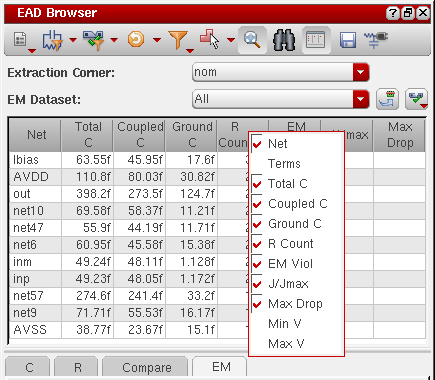 EAD Browser
Extraction Corner: nom
EM Dataset: All
Net Total C Coupled C Ground C R Coun EM max Max Drop
Ibias 63.55f 45.95f 17.6f
AVDD 110.8f 80.03f 30.82f
out 398.2f 273.5f 124.7f
net10 69.58f 58.37f 11.21f
net47 55.9f 44.19f 11.71f
net6 60.95f 45.58f 15.38f
inm 49.24f 48.11f 1.128f
inp 49.23f 48.05f 1.172f
net57 274.6f 241.4f 33.2f
net9 71.71f 55.53f 16.17f
AVSS 38.77f 23.67f 15.1f
Net
Terms
Total C
Coupled C
Ground C
R Count
EM Viol
J/Jmax
Max Drop
Min V
Max V
C R Compare EM